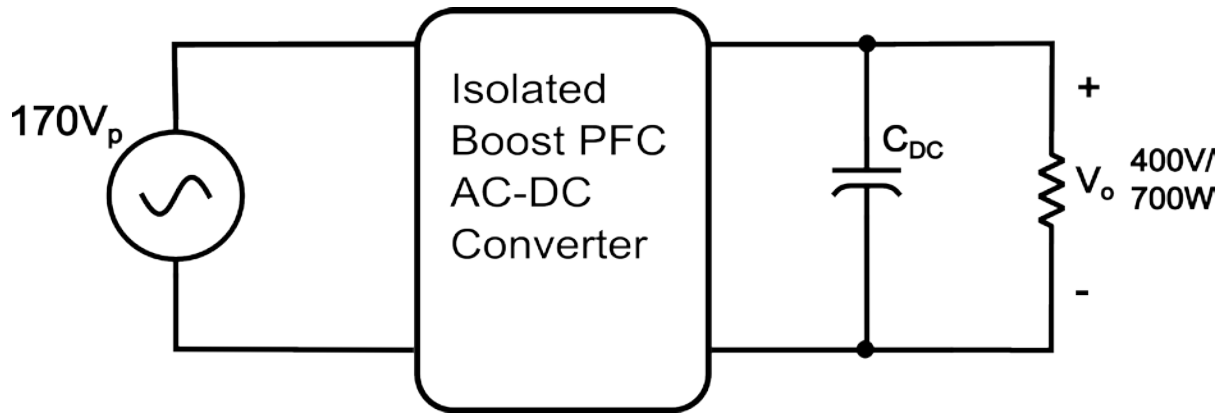 170Vp
Isolated
Boost PFC
AC-DC
Converter
CDC
+
Vo
-
400V/
700W